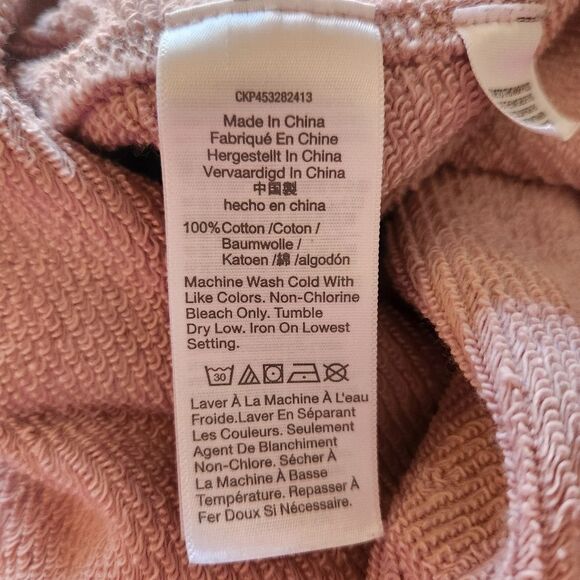 CKP453282413
Made In China
Fabriqué En Chine
Hergestellt In China
Vervaardigd In China
中国製
hecho en china
100%Cotton /Coton/
Baumwolle /
Katoen /綿 /algodón
Machine Wash Cold With
Like Colors. Non-Chlorine
Bleach Only. Tumble
Dry Low. Iron On Lowest
Setting.
30
Laver À La Machine À L'eau
Froide.Laver En Séparant
Les Couleurs. Seulement
Agent De Blanchiment
Non-Chlore. Sécher À
La Machine À Basse
Température. Repasser À
Fer Doux Si Nécessaire.